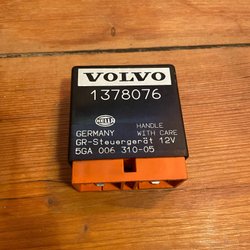 VOLVO
1378076
HELLA
GERMANY
HANDLE
WITH CARE
GR-Steuergerät 12V
5GA 006 310-05